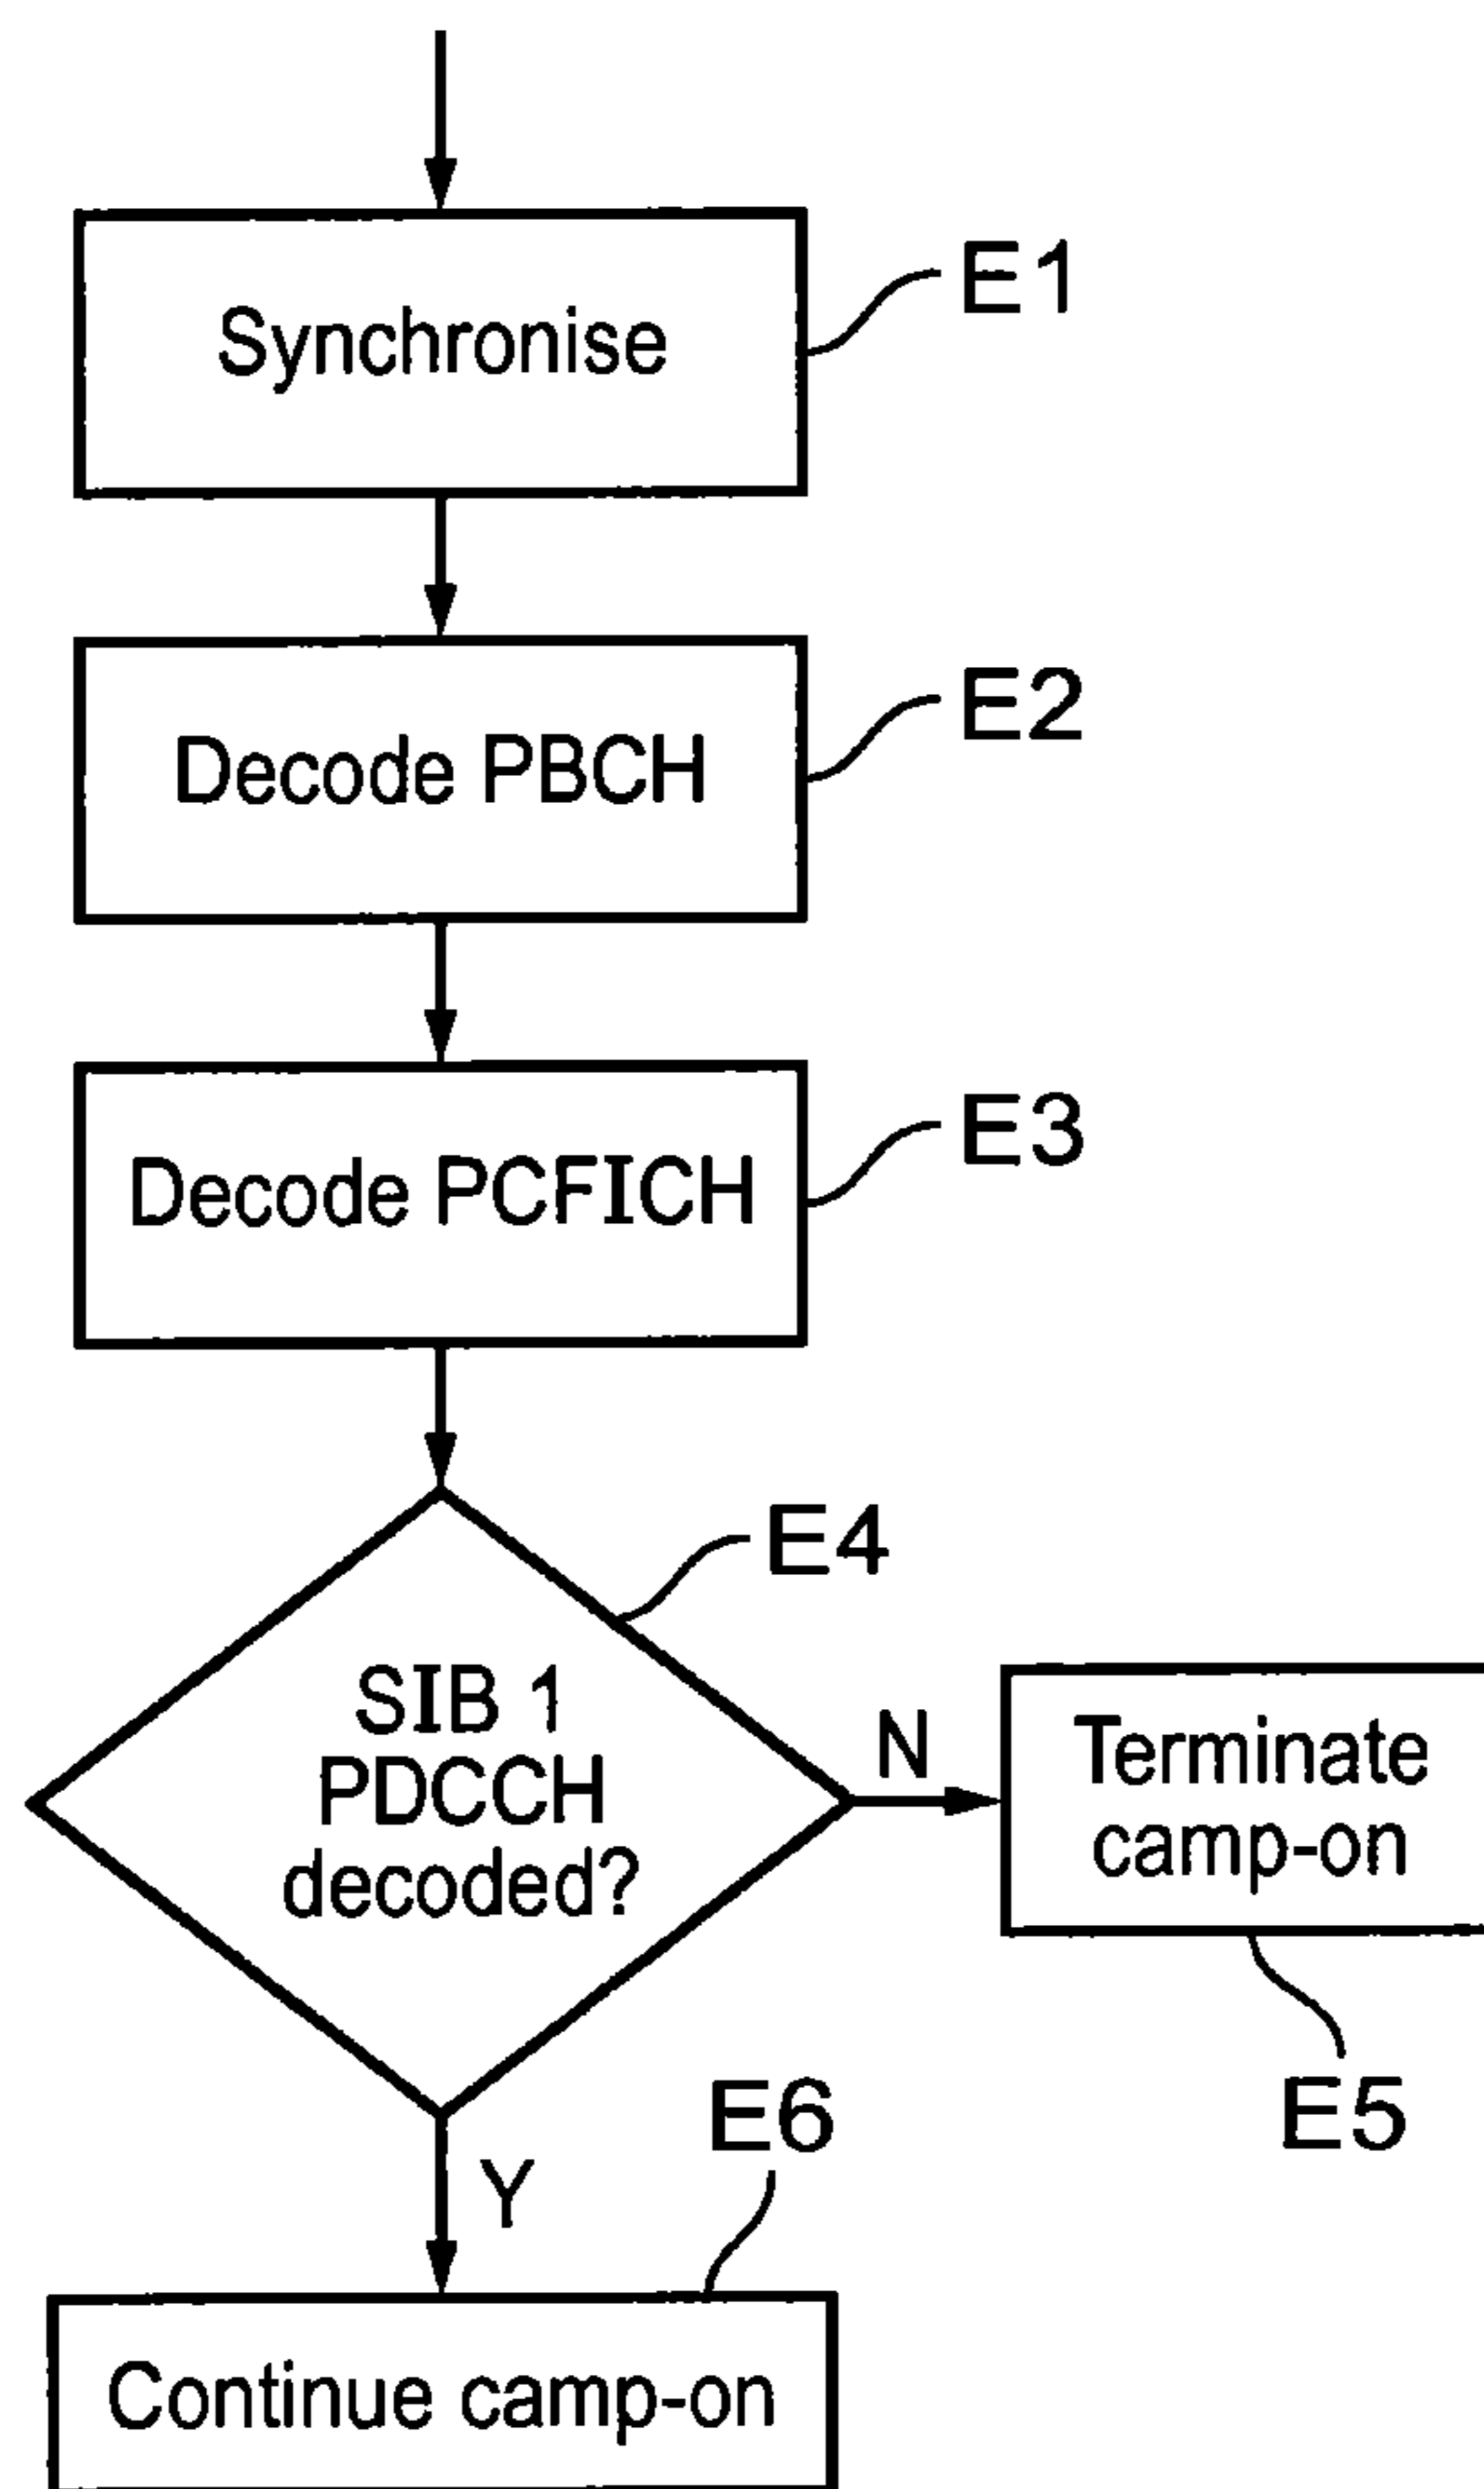 Synchronise
E1
Decode PBCH
E2
Decode PCFICH
E3
E4
SIB 1
PDCCH
decoded?
N
Terminate
camp-on
E5
E6
Y
Continue camp-on